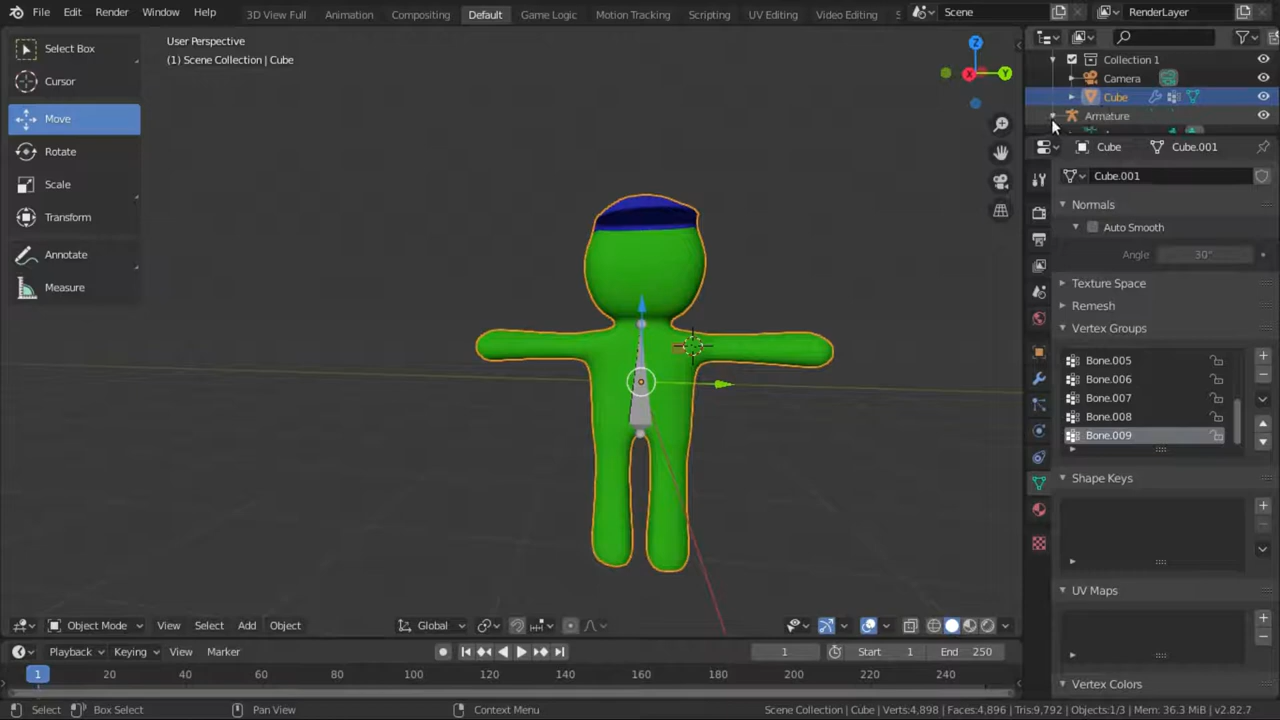 File Edit Render Window Help 3D View Full Animation Compositing Default Game Logic Motion Tracking Scripting UV Editing Video Editing S Scene RenderLayer
Select Box
Cursor
Move
Rotate
Scale
Transform
Annotate
Measure
User Perspective
(1) Scene Collection | Cube
Z
X
Y
Collection 1
Camera
Cube
Armature
Cube Cube.001
Cube.001
Normals
Auto Smooth
Angle 30°
Texture Space
Remesh
Vertex Groups
Bone.005
Bone.006
Bone.007
Bone.008
Bone.009
Shape Keys
UV Maps
Vertex Colors
Object Mode View Select Add Object Global
Playback Keying View Marker 1 Start 1 End 250
1 20 40 60 80 100 120 140 160 180 200 220 240
Select Box Select Pan View Context Menu Scene Collection | Cube | Verts:4,898 | Faces:4,896 | Tris:9,792 | Objects:1/3 | Mem: 36.3 MiB | v2.82.7